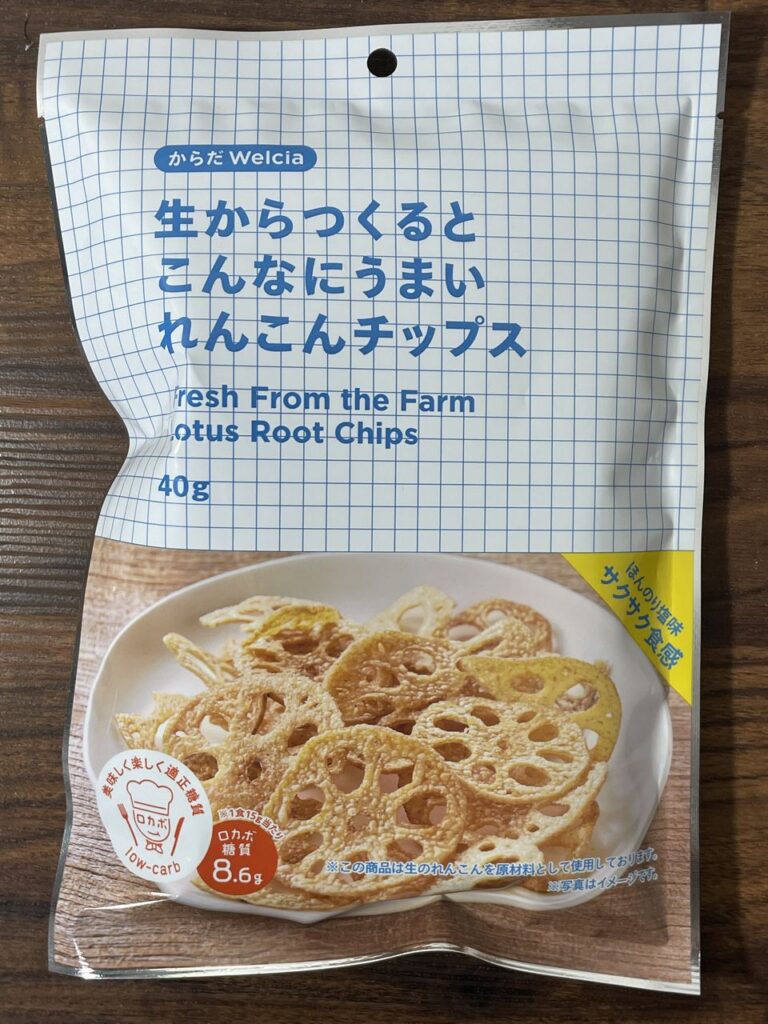 からだWelcia
生からつくると
こんなにうまい
れんこんチップス
Fresh From the Farm
Lotus Root Chips
40g
ほんのり塩味
サクサク食感
美味しく楽しく適正糖質
ロカボ
low-carb
※1食15g当たり
ロカボ
糖質
8.6g
※この商品は生のれんこんを原材料として使用しております。
※写真はイメージです。